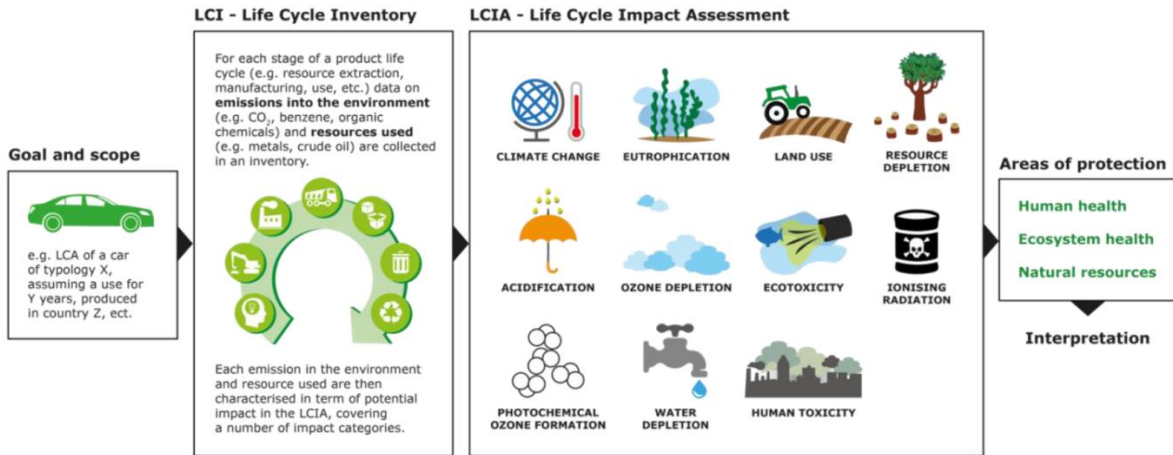 Goal and scope
e.g. LCA of a car
of typology X,
assuming a use for
Y years, produced
in country Z, ect.
LCI - Life Cycle Inventory
For each stage of a product life
cycle (e.g. resource extraction,
manufacturing, use, etc.) data on
emissions into the environment
(e.g. CO₂, benzene, organic
chemicals) and resources used
(e.g. metals, crude oil) are collected
in an inventory.
Each emission in the environment
and resource used are then
characterised in term of potential
impact in the LCIA, covering
a number of impact categories.
LCIA - Life Cycle Impact Assessment
CLIMATE CHANGE
EUTROPHICATION
LAND USE
RESOURCE
DEPLETION
ACIDIFICATION
OZONE DEPLETION
ECOTOXICITY
IONISING
RADIATION
PHOTOCHEMICAL
OZONE FORMATION
WATER
DEPLETION
HUMAN TOXICITY
Areas of protection
Human health
Ecosystem health
Natural resources
Interpretation